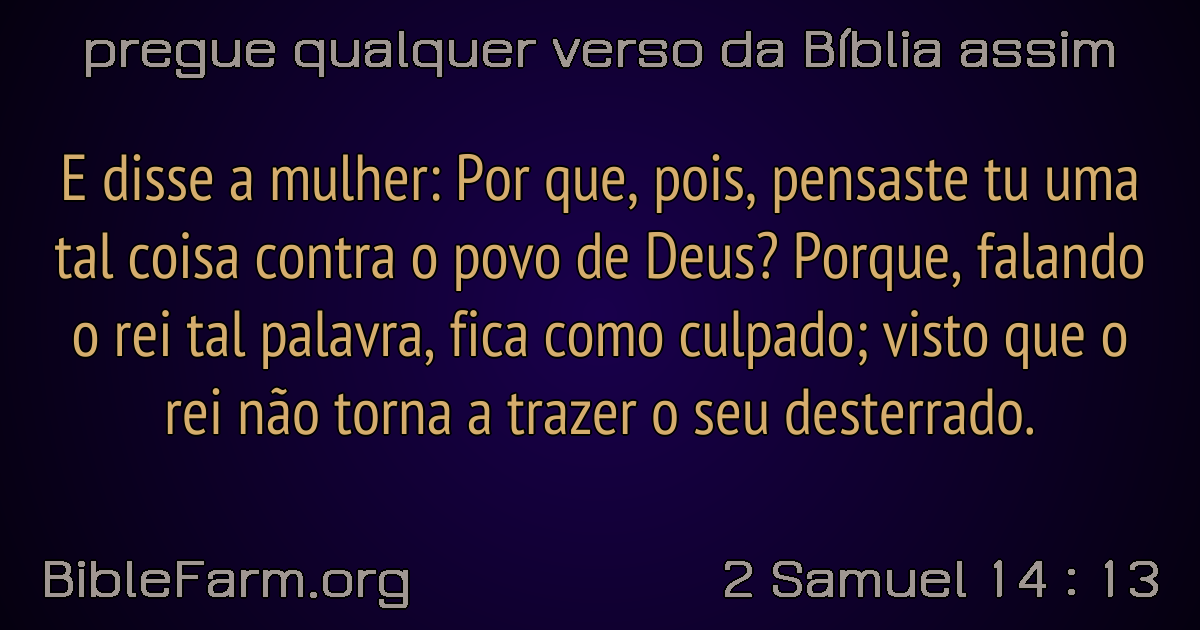 pregue qualquer verso da Bíblia assim
E disse a mulher: Por que, pois, pensaste tu uma
tal coisa contra o povo de Deus? Porque, falando
o rei tal palavra, fica como culpado; visto que o
rei não torna a trazer o seu desterrado.
BibleFarm.org
2 Samuel 14 : 13